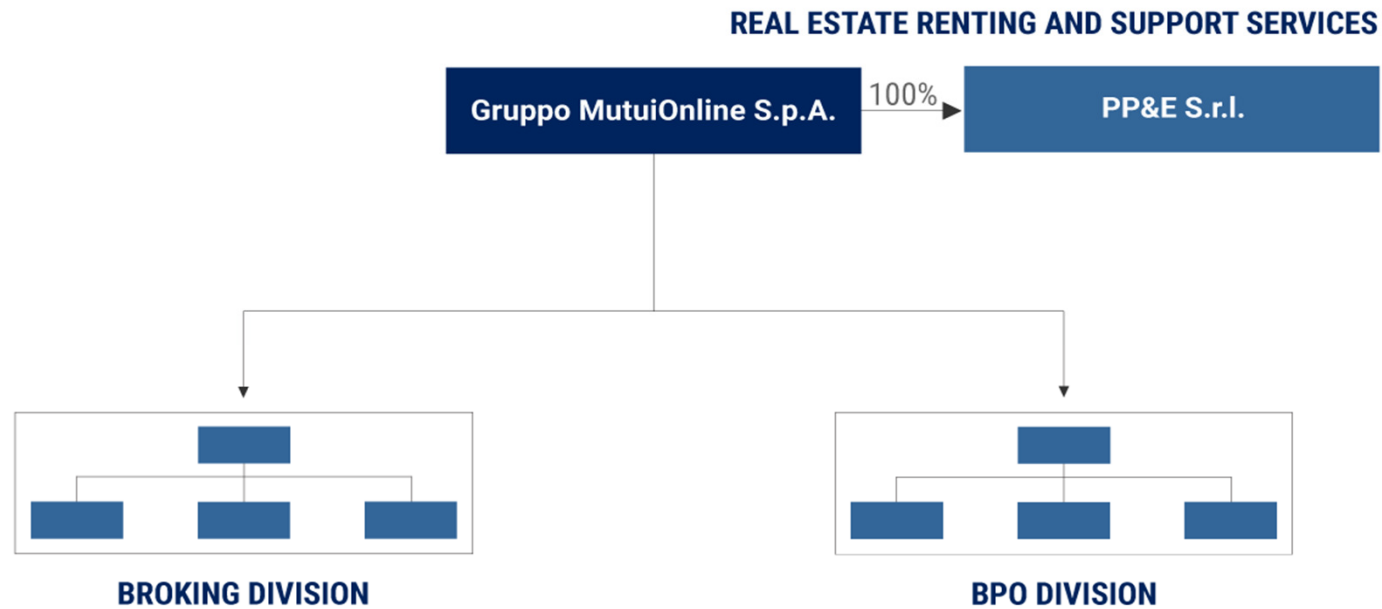 REAL ESTATE RENTING AND SUPPORT SERVICES
Gruppo MutuiOnline S.p.A.
100%
PP&E S.r.l.
BROKING DIVISION
BPO DIVISION